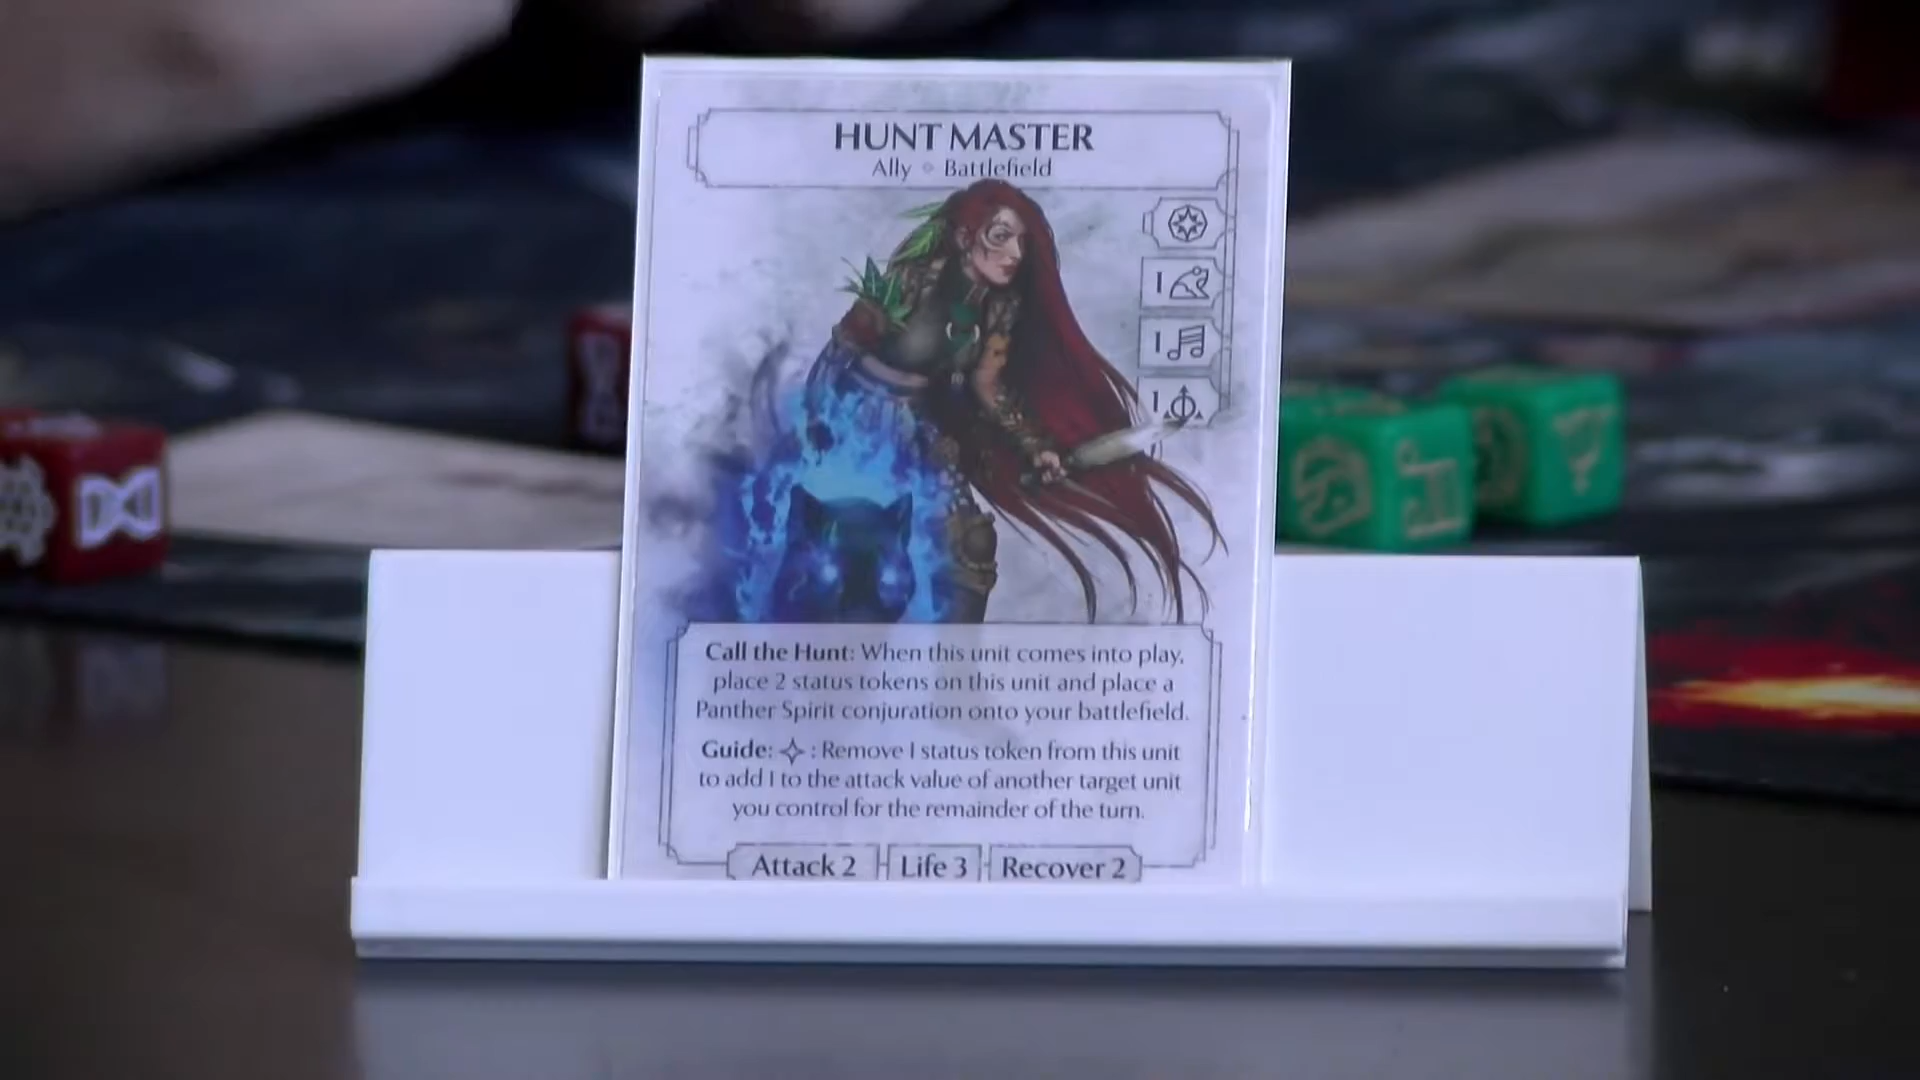 HUNT MASTER
Ally Battlefield
1
1
1
Call the Hunt: When this unit comes into play,
place 2 status tokens on this unit and place a
Panther Spirit conjuration onto your battlefield.
Guide: : Remove 1 status token from this unit
to add 1 to the attack value of another target unit
you control for the remainder of the turn.
Attack 2 Life 3 Recover 2